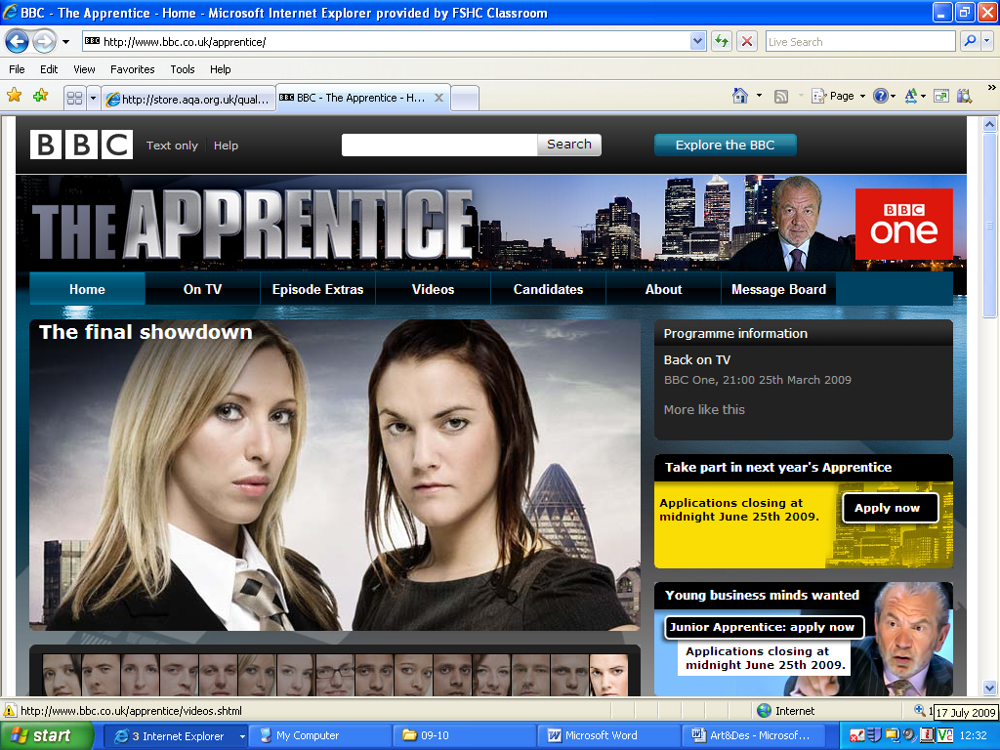 BBC - The Apprentice - Home - Microsoft Internet Explorer provided by FSHC Classroom
BBC http://www.bbc.co.uk/apprentice/
Live Search
File Edit View Favorites Tools Help
http://store.aqa.org.uk/qual...
BBC BBC - The Apprentice - H...
Page
BBC Text only Help
Search
Explore the BBC
THE APPRENTICE
BBC
one
Home On TV Episode Extras Videos Candidates About Message Board
The final showdown
Programme information
Back on TV
BBC One, 21:00 25th March 2009
More like this
Take part in next year's Apprentice
Applications closing at
midnight June 25th 2009.
Apply now
Young business minds wanted
Junior Apprentice: apply now
Applications closing at
midnight June 25th 2009.
http://www.bbc.co.uk/apprentice/videos.shtml
Internet
17 July 2009
start
3 Internet Explorer
My Computer
09-10
Microsoft Word
Art&Des - Microsof...
12:32